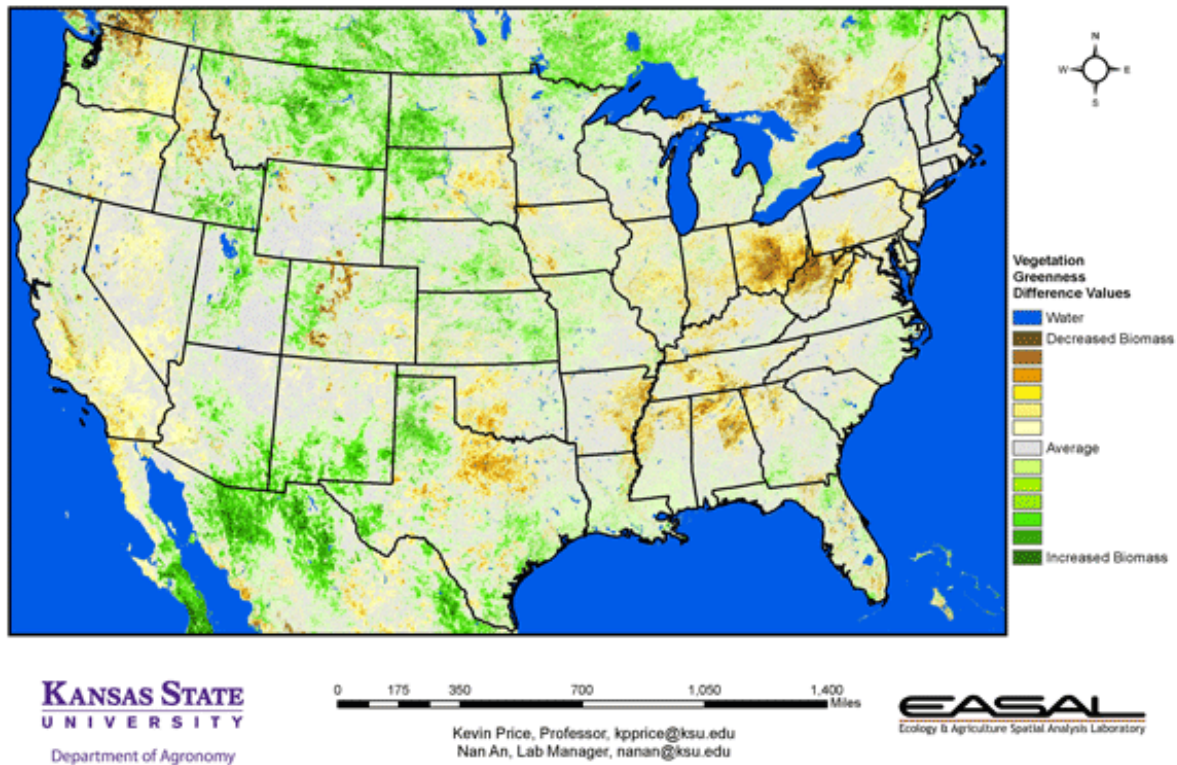 N
W
E
S
Vegetation
Greenness
Difference Values
Water
Decreased Biomass
Average
Increased Biomass
KANSAS STATE
UNIVERSITY
Department of Agronomy
0 175 350 700 1,050 1,400
Miles
Kevin Price, Professor, kpprice@ksu.edu
Nan An, Lab Manager, nanan@ksu.edu
EASAL
Ecology & Agriculture Spatial Analysis Laboratory